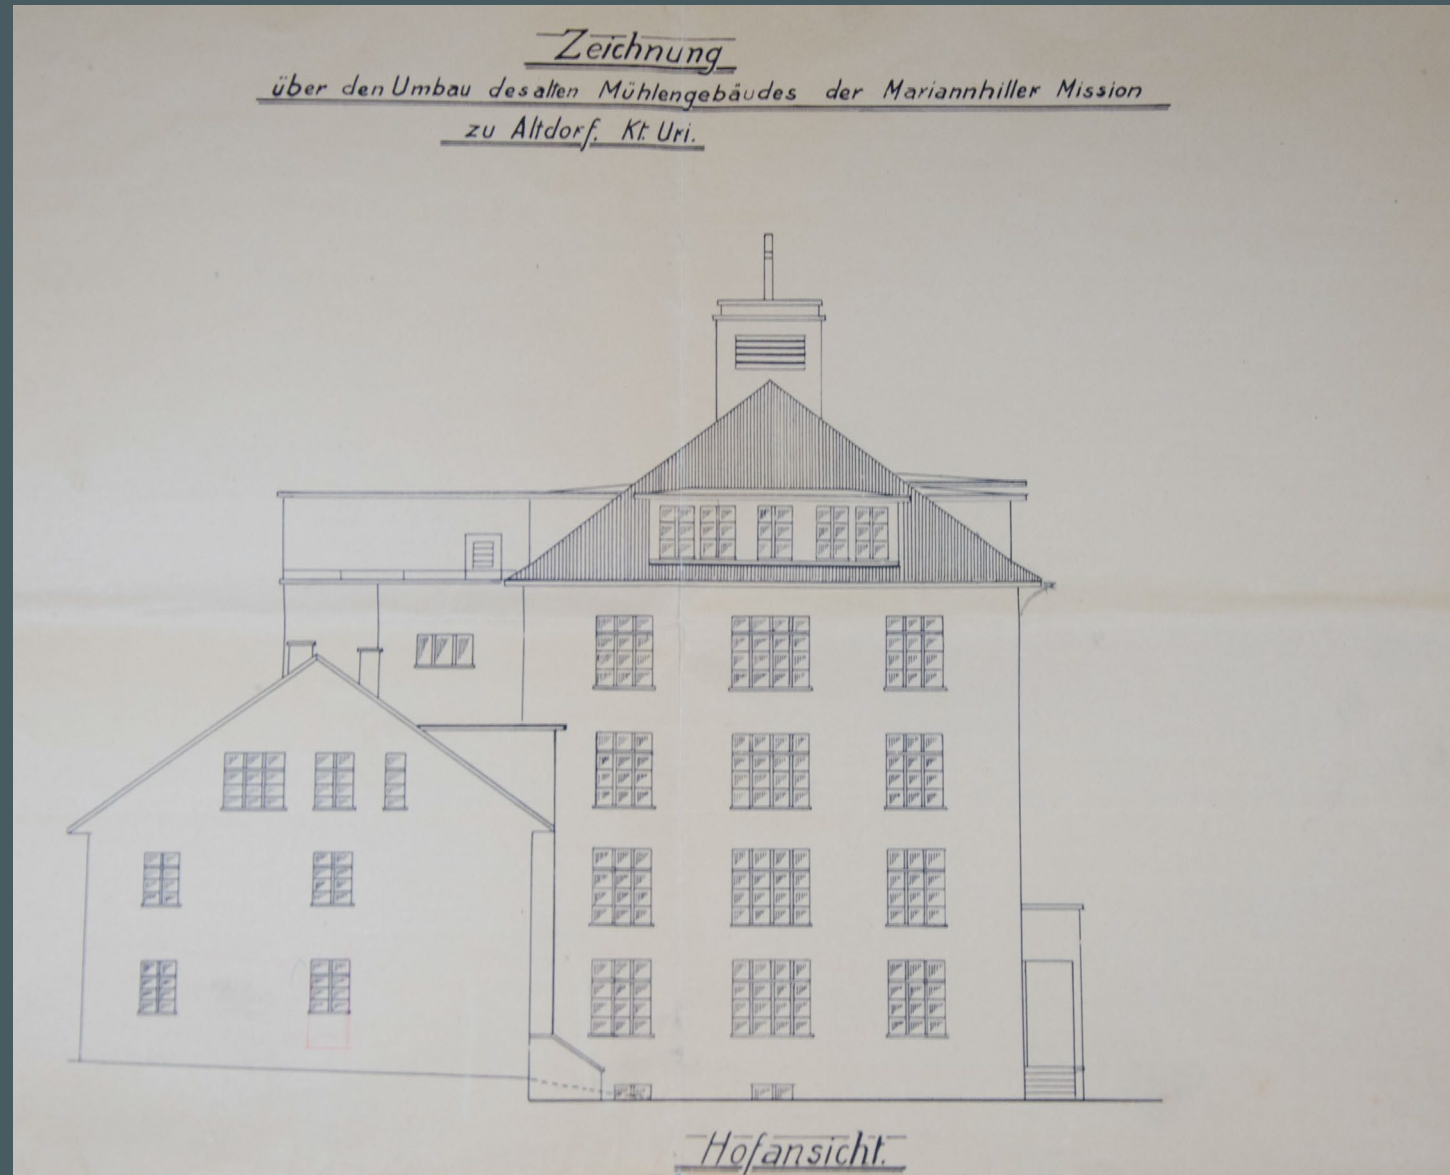 Zeichnung
über den Umbau des alten Mühlengebäudes der Mariannhiller Mission
zu Altdorf. Kt. Uri.
Hofansicht.